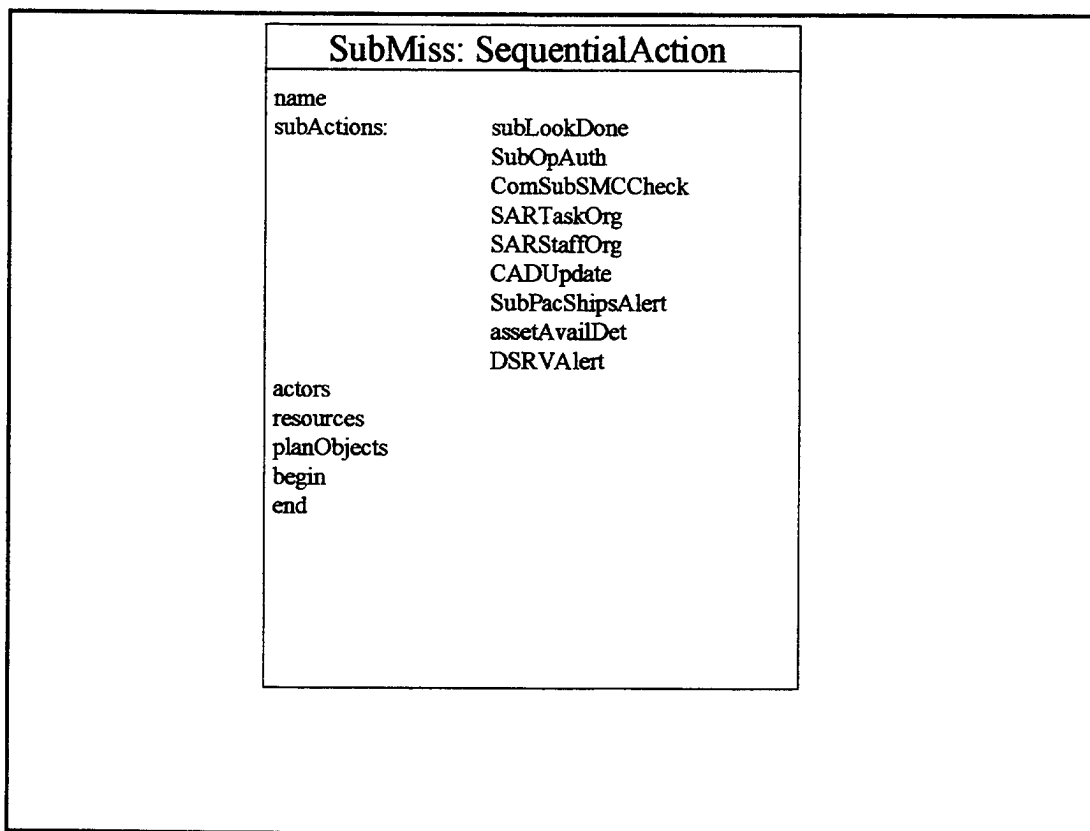 SubMiss: SequentialAction
name
subActions: subLookDone
SubOpAuth
ComSubSMCCheck
SARTaskOrg
SARStaffOrg
CADUpdate
SubPacShipsAlert
assetAvailDet
DSRVAlert
actors
resources
planObjects
begin
end